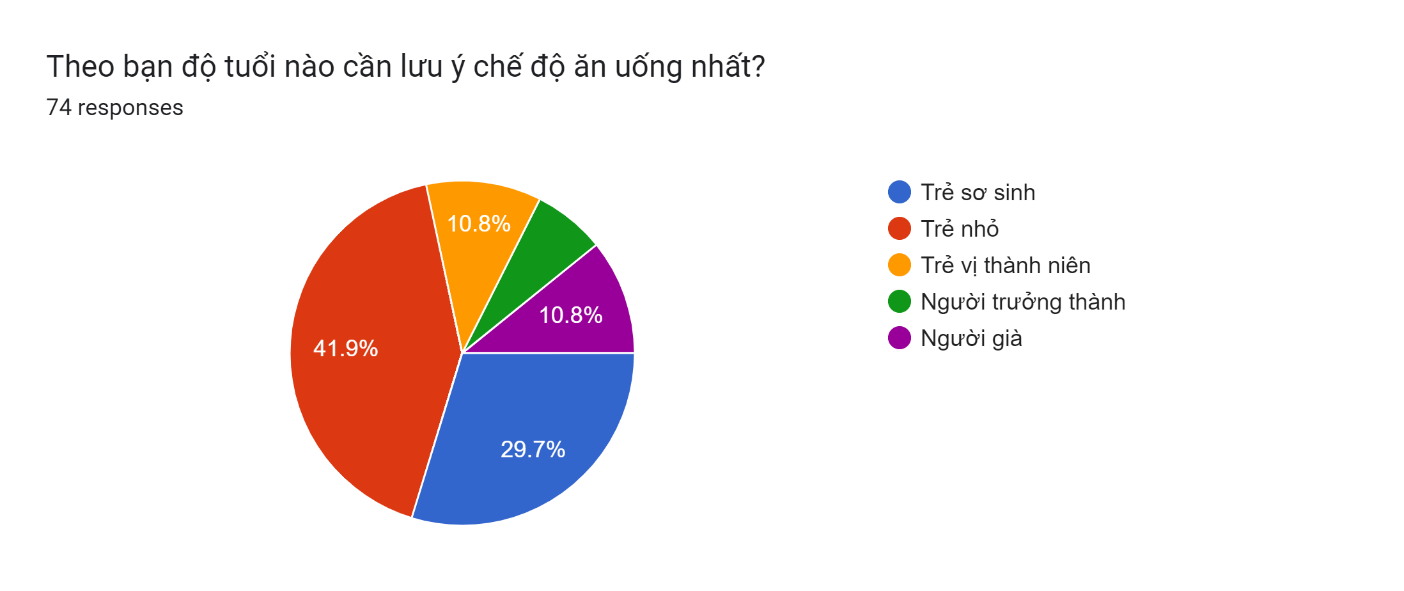 Theo bạn độ tuổi nào cần lưu ý chế độ ăn uống nhất?
74 responses
10.8%
10.8%
41.9%
29.7%
Trẻ sơ sinh
Trẻ nhỏ
Trẻ vị thành niên
Người trưởng thành
Người già